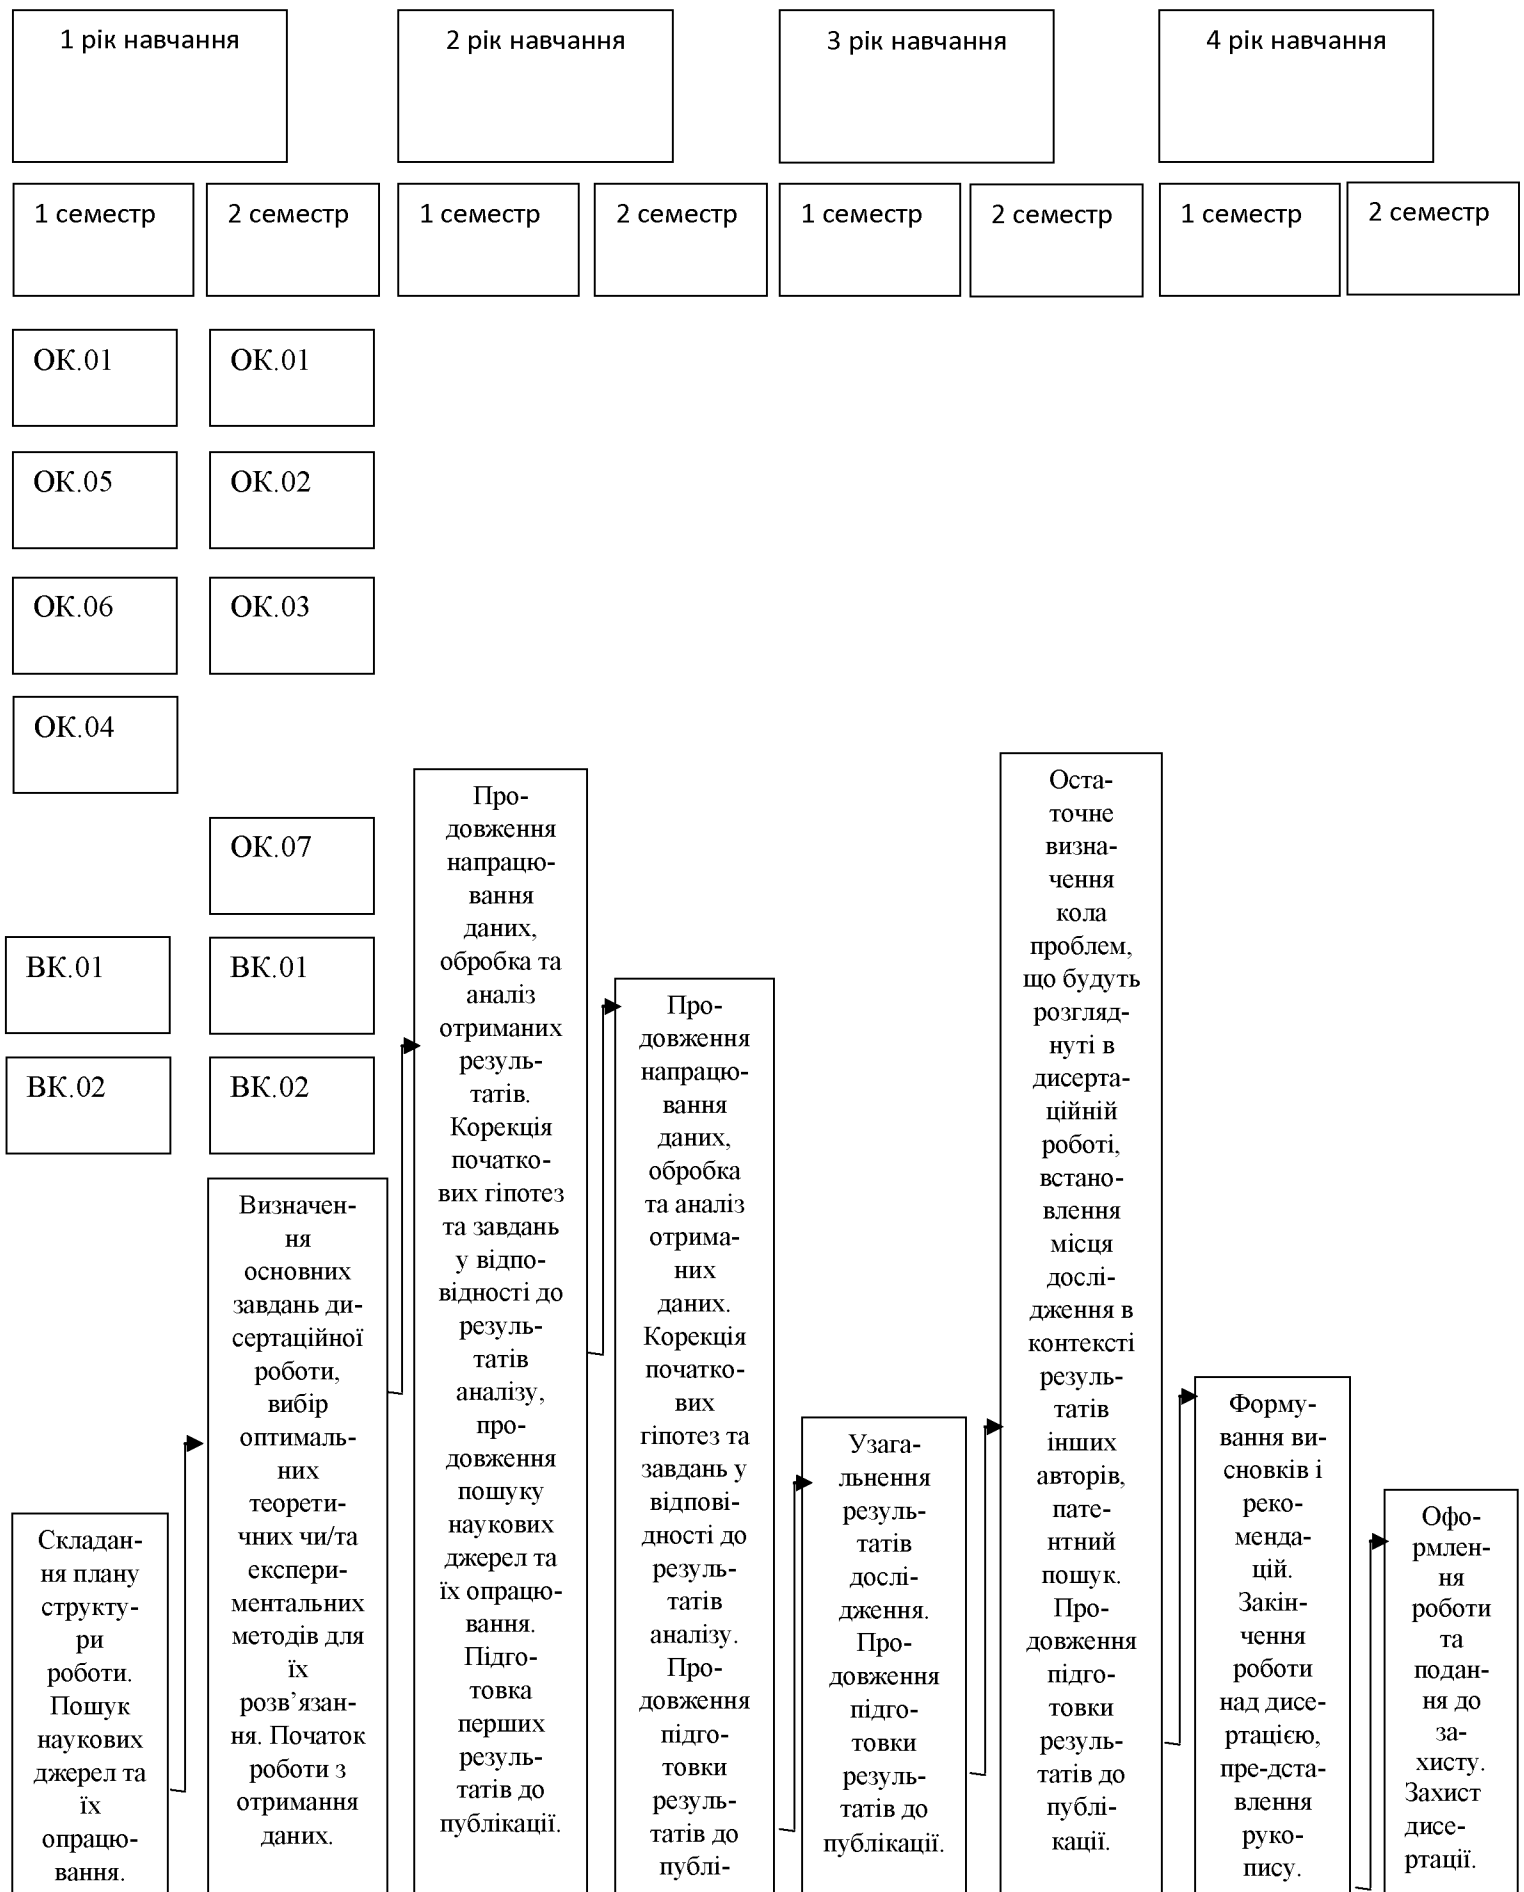 1 рік навчання
2 рік навчання
3 рік навчання
4 рік навчання
1 семестр
2 семестр
1 семестр
2 семестр
1 семестр
2 семестр
1 семестр
2 семестр
ОК.01
ОК.01
ОК.05
ОК.02
ОК.06
ОК.03
ОК.04
ОК.07
ВК.01
ВК.01
ВК.02
ВК.02
Складан-
ня плану
структу-
ри
роботи.
Пошук
наукових
джерел та
їх
опрацю-
вання.
Визначен-
ня
основних
завдань ди-
сертаційної
роботи,
вибір
оптималь-
них
теорети-
чних чи/та
експери-
ментальних
методів для
їх
розв’язан-
ня. Початок
роботи з
отримання
даних.
Про-
довження
напрацю-
вання
даних,
обробка та
аналіз
отриманих
резуль-
татів.
Корекція
початко-
вих гіпотез
та завдань
у відпо-
відності до
резуль-
татів
аналізу,
про-
довження
пошуку
наукових
джерел та
їх опрацю-
вання.
Підго-
товка
перших
резуль-
татів до
публікації.
Про-
довження
напрацю-
вання
даних,
обробка
та аналіз
отрима-
них
даних.
Корекція
початко-
вих
гіпотез та
завдань у
відпові-
дності до
резуль-
татів
аналізу.
Про-
довження
підго-
товки
резуль-
татів до
публі-
Узага-
льнення
резуль-
татів
дослі-
дження.
Про-
довження
підго-
товки
резуль-
татів до
публікації.
Оста-
точне
визна-
чення
кола
проблем,
що будуть
розгляд-
нуті в
дисерта-
ційній
роботі,
встано-
влення
місця
дослі-
дження в
контексті
резуль-
татів
інших
авторів,
пате-
нтний
пошук.
Про-
довження
підго-
товки
резуль-
татів до
публі-
кації.
Форму-
вання ви-
сновків і
реко-
менда-
цій.
Закін-
чення
роботи
над дисе-
ртацією,
пре-дста-
влення
руко-
пису.
Офо-
рмлен-
ня
роботи
та
подан-
ня до
за-
хисту.
Захист
дисе-
ртації.